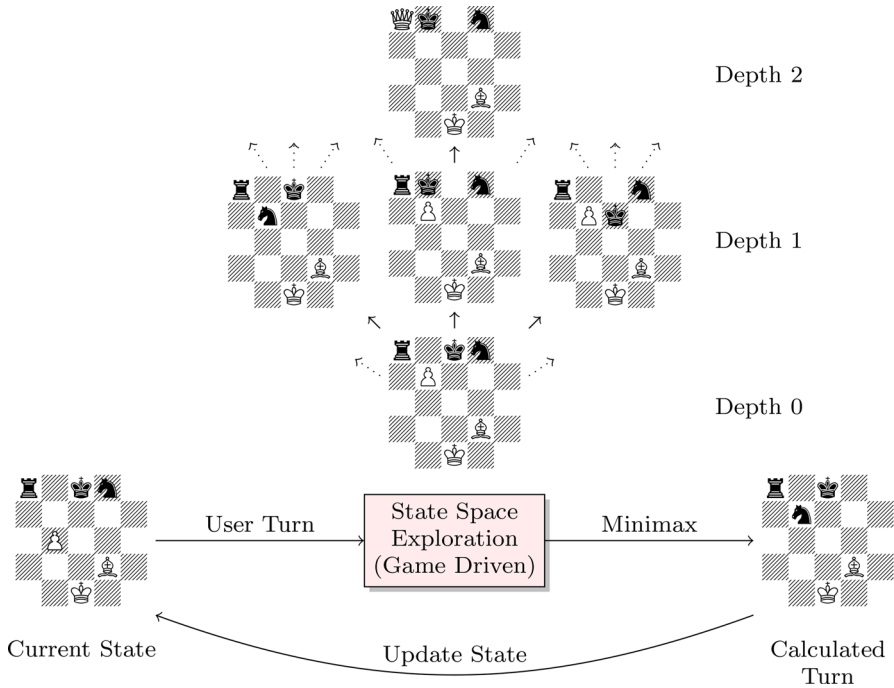 Depth 2
Depth 1
Depth 0
User Turn
State Space
Exploration
(Game Driven)
Minimax
Current State
Update State
Calculated
Turn